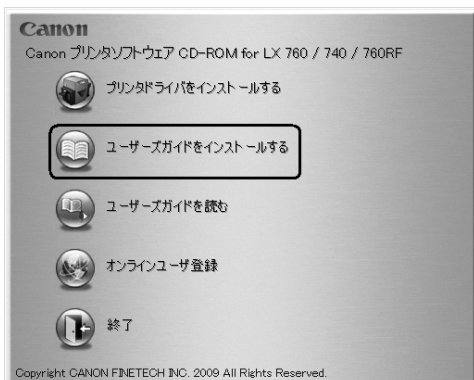 Canon
Canon プリンタソフトウェア CD-ROM for LX 760 / 740 / 760RF
プリンタドライバをインストールする
ユーザーズガイドをインストールする
ユーザーズガイドを読む
オンラインユーザ登録
終了
Copyright CANON FINETECH INC. 2009 All Rights Reserved.